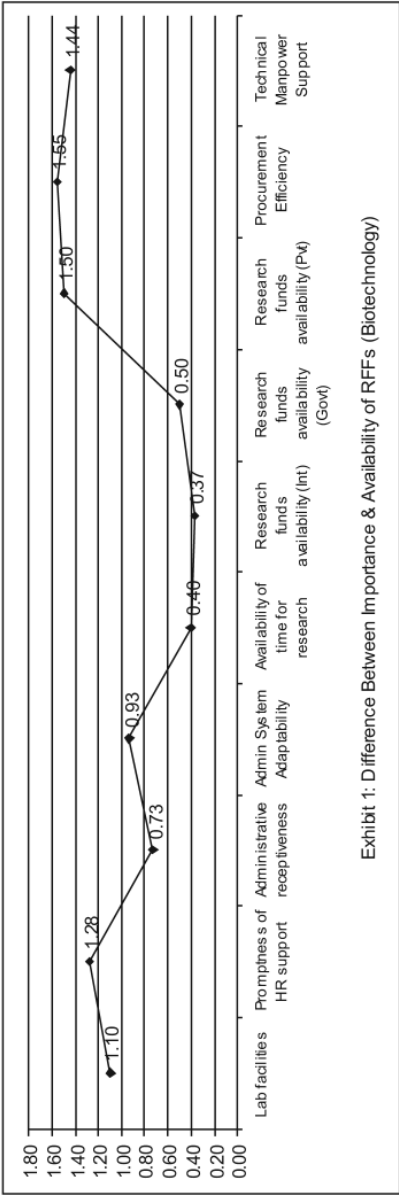 1.80
1.60
1.40
1.20
1.00
0.80
0.60
0.40
0.20
0.00
1.10
1.28
0.73
0.93
0.40
0.37
0.50
1.50
1.55
1.44
Lab facilities
Promptness of
HR support
Administrative
receptiveness
Admin System
Adaptability
Availability of
time for
research
Research
funds
availability (Int)
Research
funds
availability
(Govt)
Research
funds
availability (Pvt)
Procurement
Efficiency
Technical
Manpower
Support
Exhibit 1: Difference Between Importance & Availability of RFFs (Biotechnology)